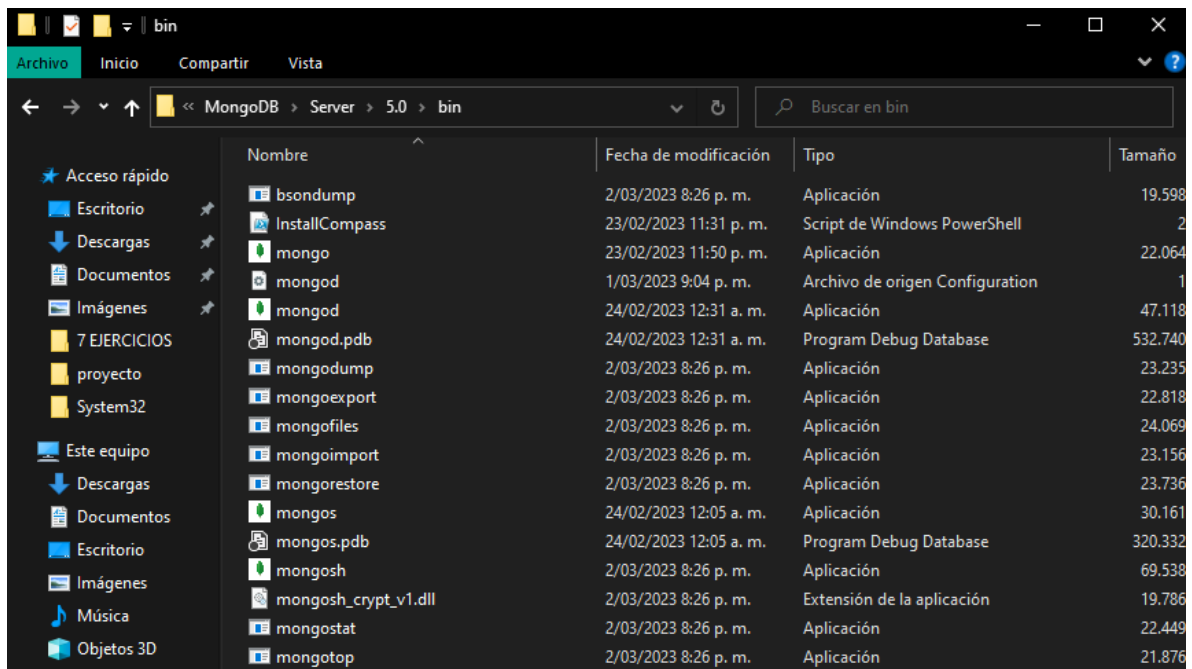 bin
Archivo Inicio Compartir Vista
« MongoDB > Server > 5.0 > bin
Buscar en bin
Nombre Fecha de modificación Tipo Tamaño
Acceso rápido
Escritorio
Descargas
Documentos
Imágenes
7 EJERCICIOS
proyecto
System32
Este equipo
Descargas
Documentos
Escritorio
Imágenes
Música
Objetos 3D
bsondump 2/03/2023 8:26 p. m. Aplicación 19.598
InstallCompass 23/02/2023 11:31 p. m. Script de Windows PowerShell 2
mongo 23/02/2023 11:50 p. m. Aplicación 22.064
mongod 1/03/2023 9:04 p. m. Archivo de origen Configuration 1
mongod 24/02/2023 12:31 a. m. Aplicación 47.118
mongod.pdb 24/02/2023 12:31 a. m. Program Debug Database 532.740
mongodump 2/03/2023 8:26 p. m. Aplicación 23.235
mongoexport 2/03/2023 8:26 p. m. Aplicación 22.818
mongofiles 2/03/2023 8:26 p. m. Aplicación 24.069
mongoimport 2/03/2023 8:26 p. m. Aplicación 23.156
mongorestore 2/03/2023 8:26 p. m. Aplicación 23.736
mongos 24/02/2023 12:05 a. m. Aplicación 30.161
mongos.pdb 24/02/2023 12:05 a. m. Program Debug Database 320.332
mongosh 2/03/2023 8:26 p. m. Aplicación 69.538
mongosh_crypt_v1.dll 2/03/2023 8:26 p. m. Extensión de la aplicación 19.786
mongostat 2/03/2023 8:26 p. m. Aplicación 22.449
mongotop 2/03/2023 8:26 p. m. Aplicación 21.876